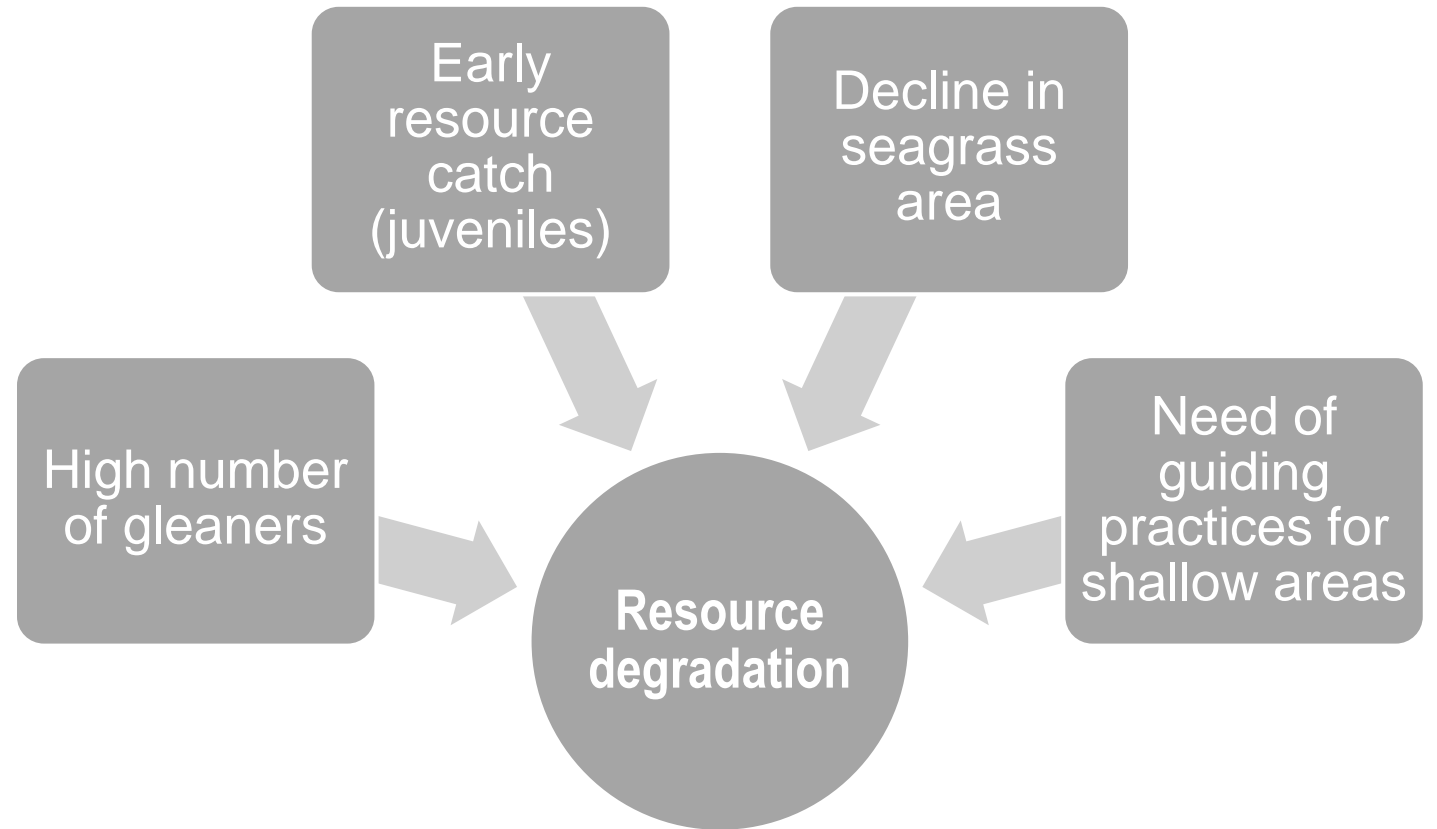 Early
resource
catch
(juveniles)
Decline in
seagrass
area
High number
of gleaners
Need of
guiding
practices for
shallow areas
Resource
degradation